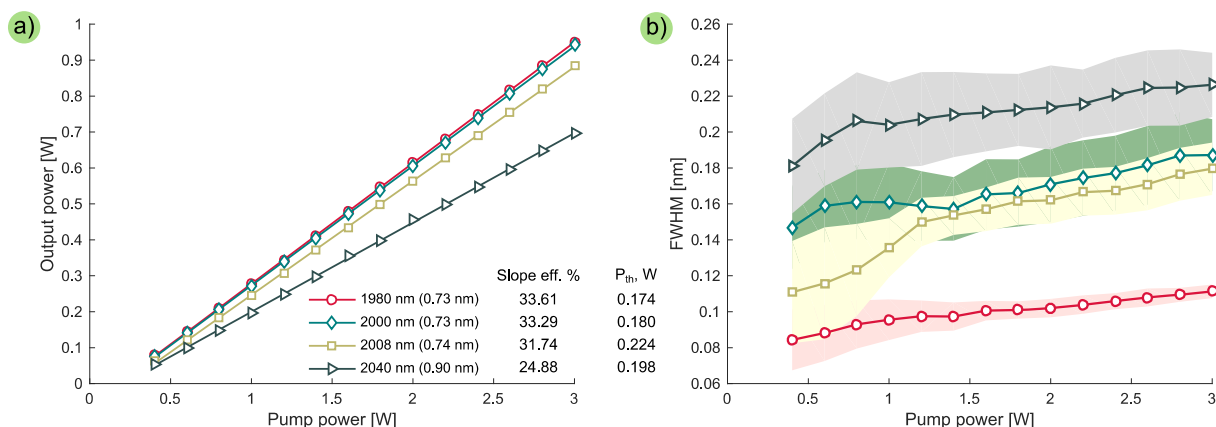 a)
1
0.9
0.8
0.7
0.6
0.5
0.4
0.3
0.2
0.1
0
Output power [W]
0 0.5 1 1.5 2 2.5 3
Pump power [W]
Slope eff. % P_th, W
1980 nm (0.73 nm) 33.61 0.174
2000 nm (0.73 nm) 33.29 0.180
2008 nm (0.74 nm) 31.74 0.224
2040 nm (0.90 nm) 24.88 0.198
b)
0.26
0.24
0.22
0.2
0.18
0.16
0.14
0.12
0.1
0.08
0.06
FWHM [nm]
0 0.5 1 1.5 2 2.5 3
Pump power [W]